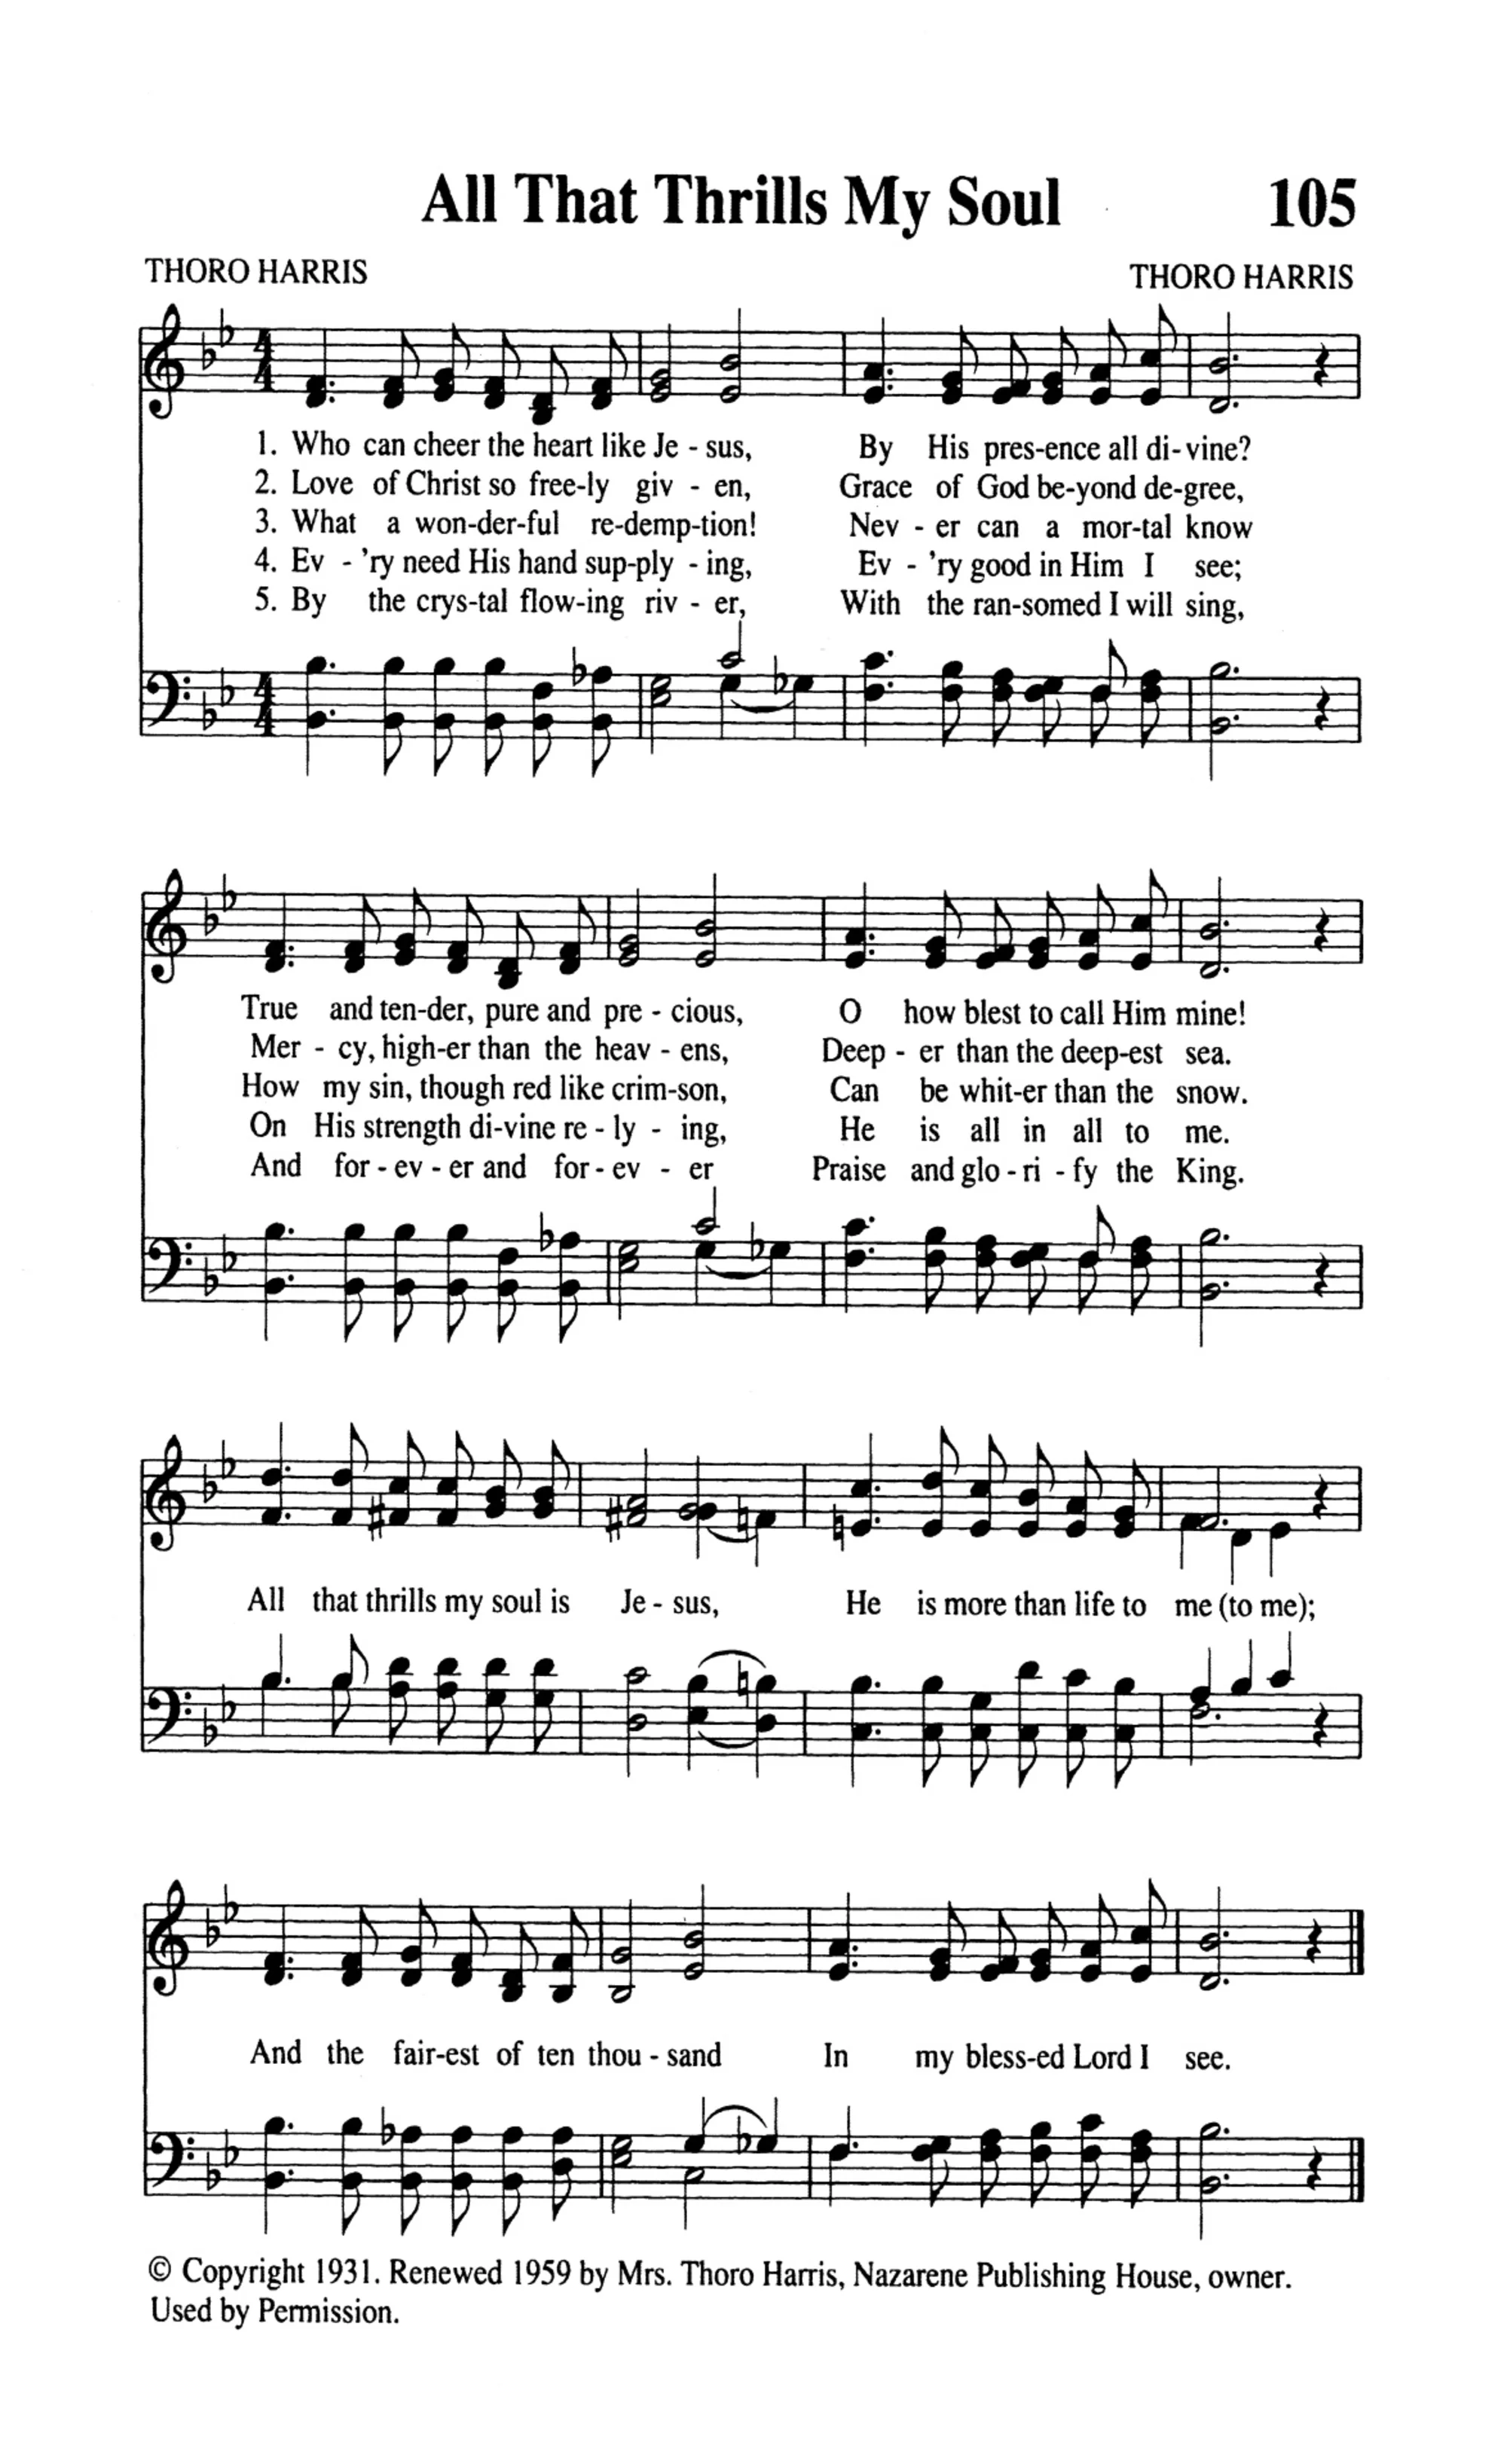 All That Thrills My Soul 105
THORO HARRIS THORO HARRIS
1. Who can cheer the heart like Je - sus, By His pres-ence all di-vine?
2. Love of Christ so free-ly giv - en, Grace of God be-yond de-gree,
3. What a won-der-ful re-demp-tion! Nev - er can a mor-tal know
4. Ev - 'ry need His hand sup-ply - ing, Ev - 'ry good in Him I see;
5. By the crys-tal flow-ing riv - er, With the ran-somed I will sing,
True and ten-der, pure and pre - cious, O how blest to call Him mine!
Mer - cy, high-er than the heav - ens, Deep - er than the deep-est sea.
How my sin, though red like crim-son, Can be whit-er than the snow.
On His strength di-vine re - ly - ing, He is all in all to me.
And for - ev - er and for - ev - er Praise and glo - ri - fy the King.
All that thrills my soul is Je - sus, He is more than life to me (to me);
And the fair-est of ten thou - sand In my bless-ed Lord I see.
© Copyright 1931. Renewed 1959 by Mrs. Thoro Harris, Nazarene Publishing House, owner.
Used by Permission.